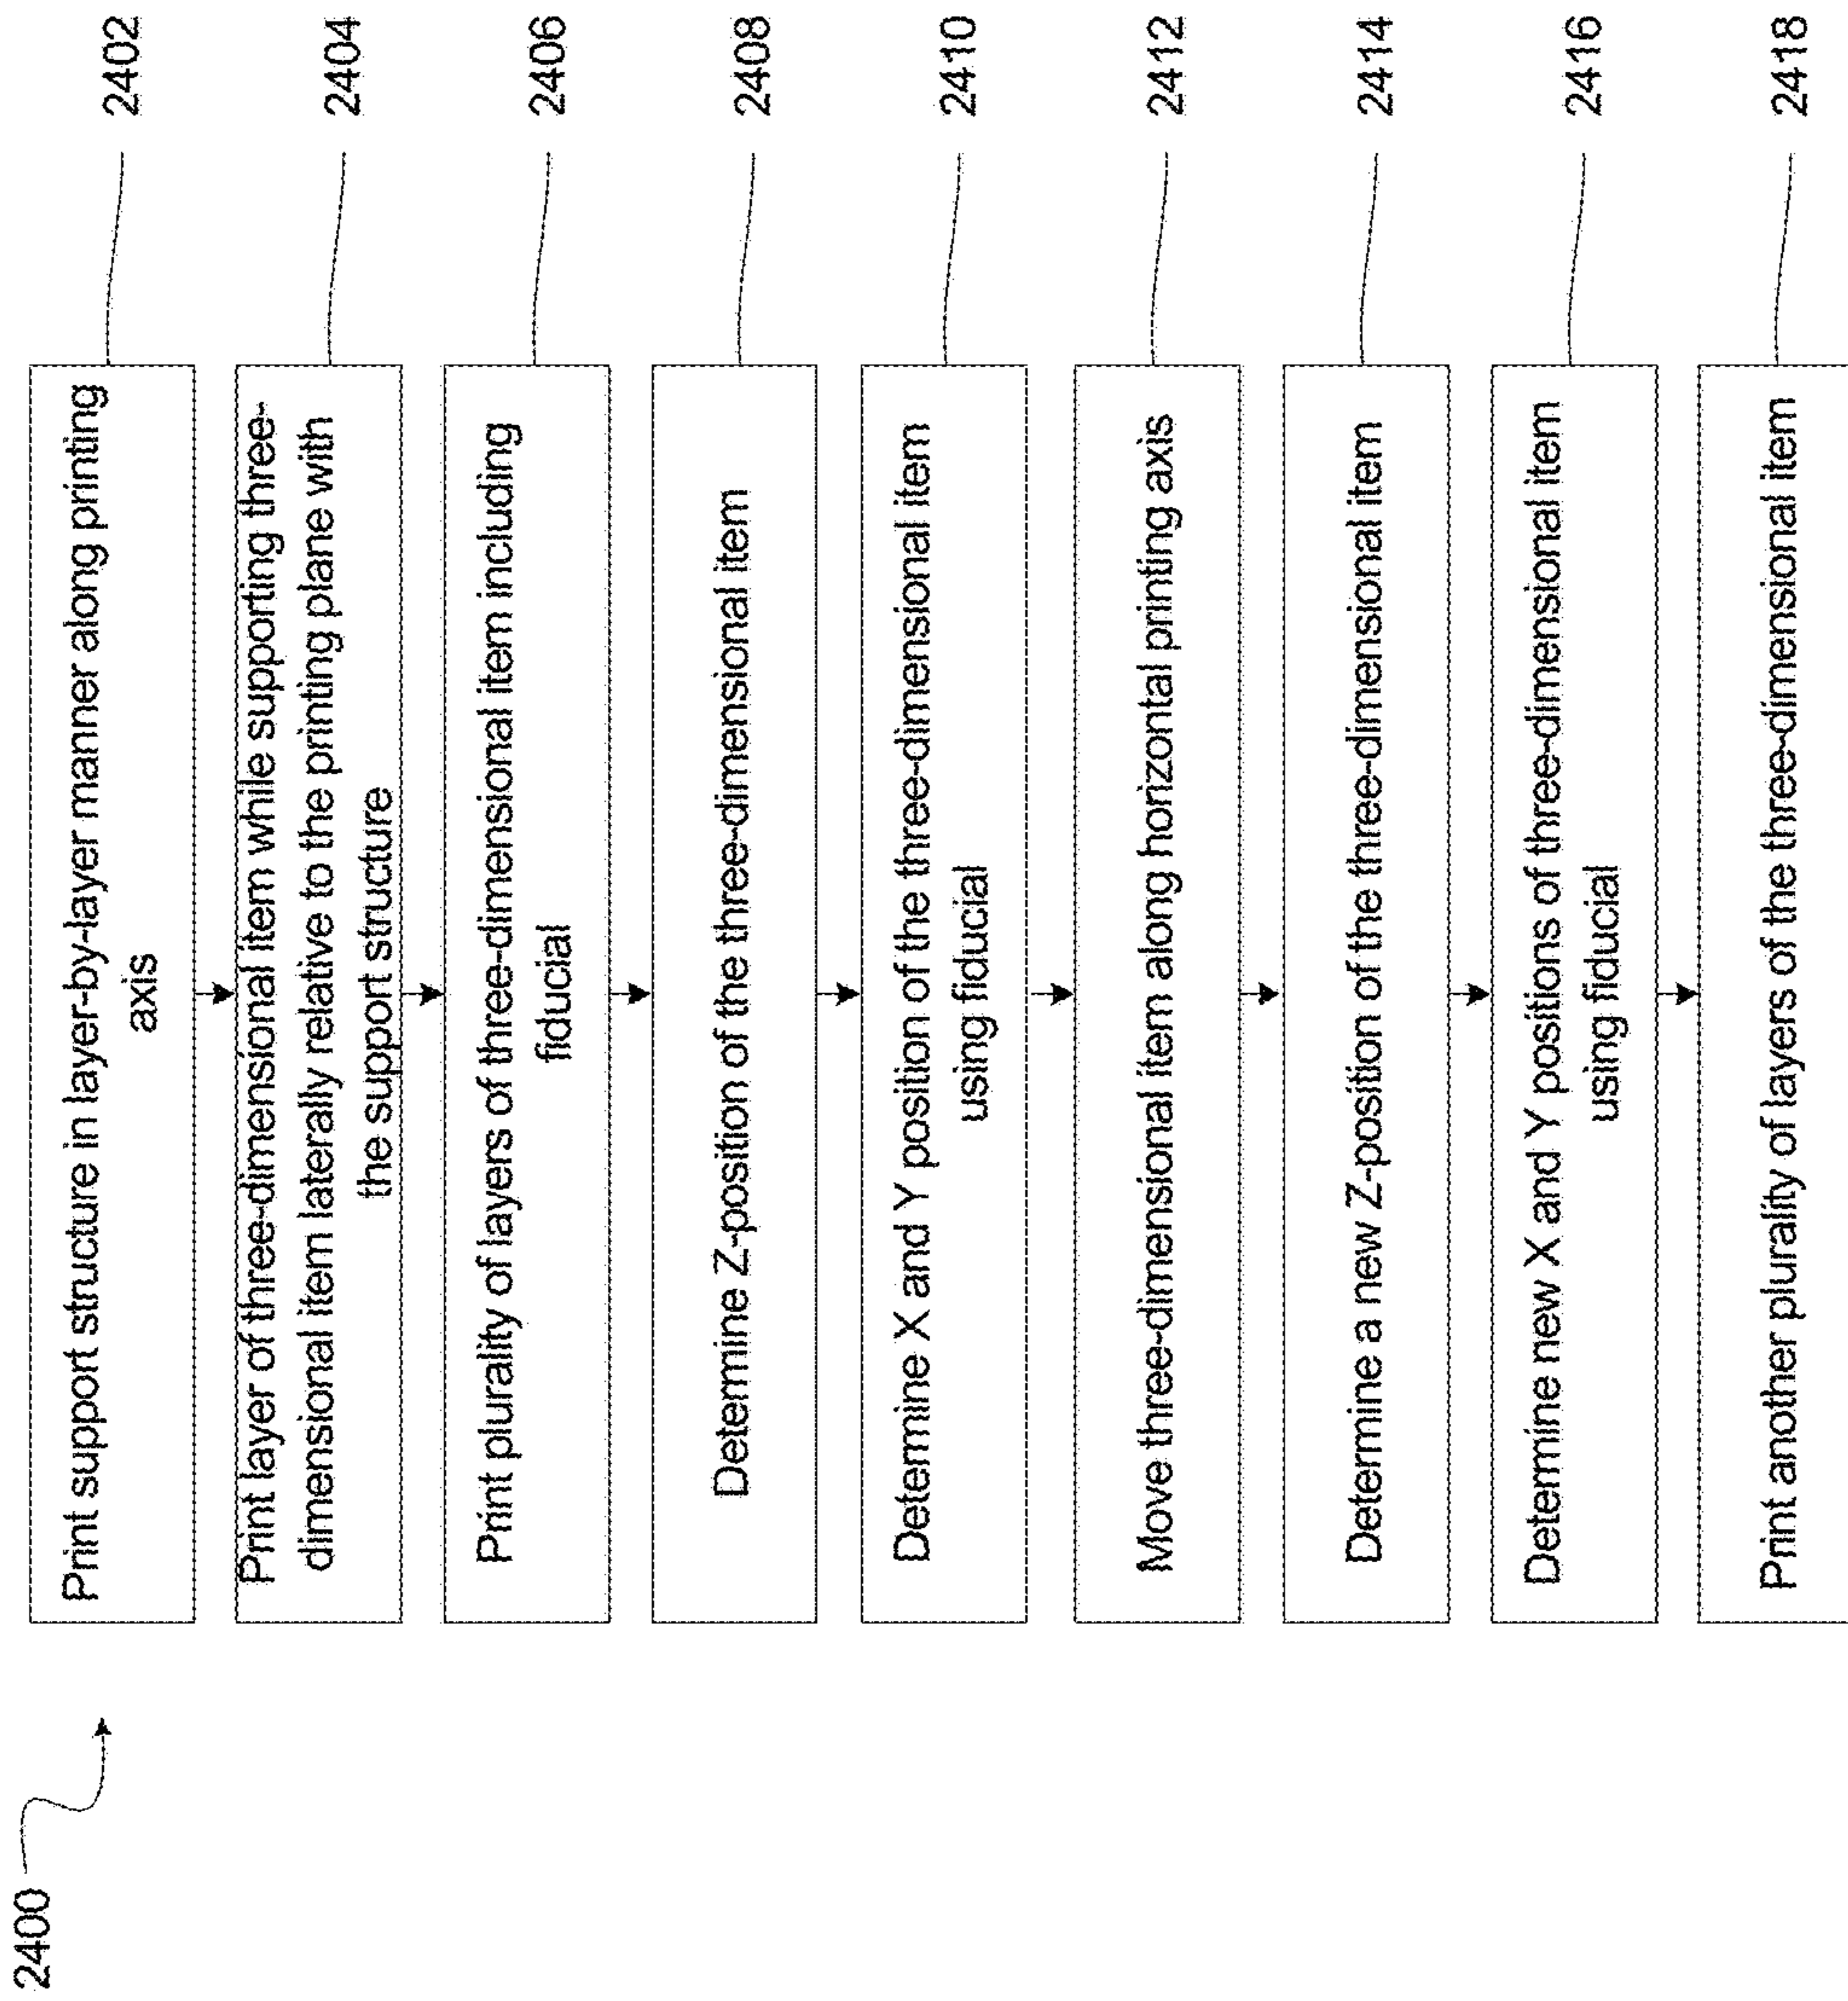 2400
Print support structure in layer-by-layer manner along printing
axis
2402
Print layer of three-dimensional item while supporting three-
dimensional item laterally relative to the printing plane with
the support structure
2404
Print plurality of layers of three-dimensional item including
fiducial
2406
Determine Z-position of the three-dimensional item
2408
Determine X and Y position of the three-dimensional item
using fiducial
2410
Move three-dimensional item along horizontal printing axis
2412
Determine a new Z-position of the three-dimensional item
2414
Determine new X and Y positions of three-dimensional item
using fiducial
2416
Print another plurality of layers of the three-dimensional item
2418